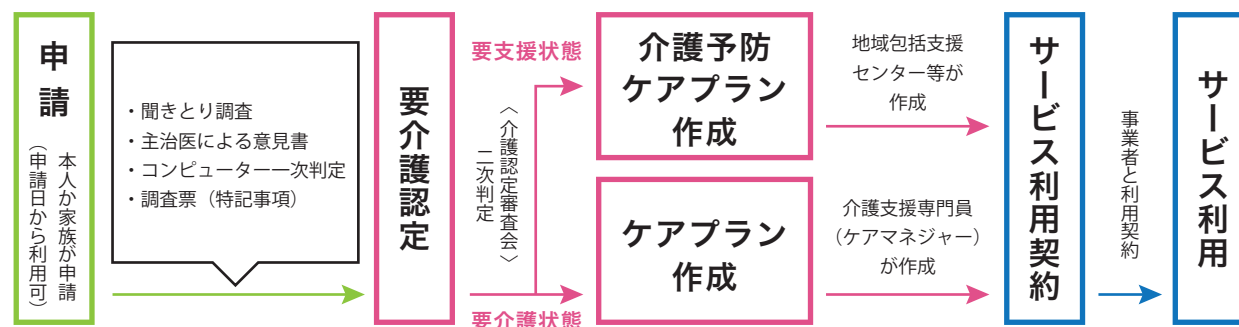 申請
本人か家族が申請
（申請日から利用可）
・聞きとり調査
・主治医による意見書
・コンピューター一次判定
・調査票（特記事項）
要介護認定
要支援状態
〈介護認定審査会〉
二次判定
要介護状態
介護予防
ケアプラン
作成
ケアプラン
作成
地域包括支援
センター等が
作成
介護支援専門員
（ケアマネジャー）
が作成
サービス利用契約
事業者と利用契約
サービス利用